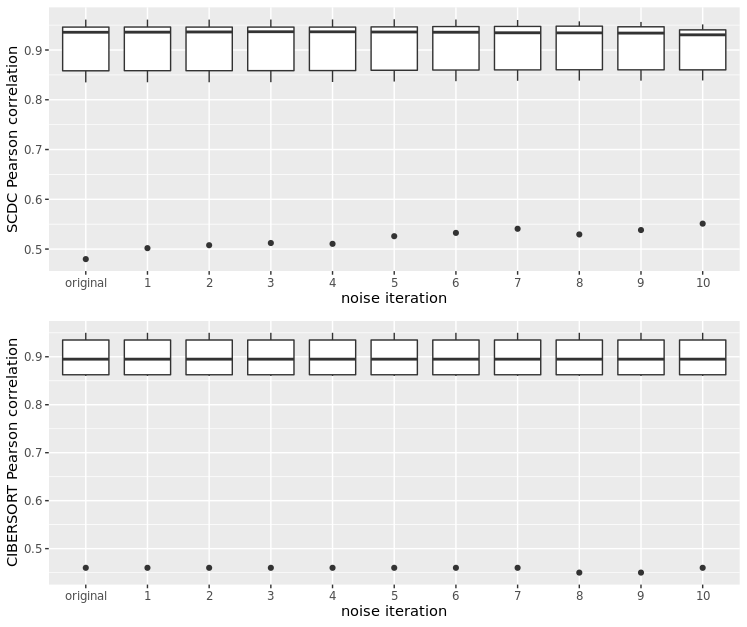 SCDC Pearson correlation
0.9
0.8
0.7
0.6
0.5
original 1 2 3 4 5 6 7 8 9 10
noise iteration
CIBERSORT Pearson correlation
0.9
0.8
0.7
0.6
0.5
original 1 2 3 4 5 6 7 8 9 10
noise iteration